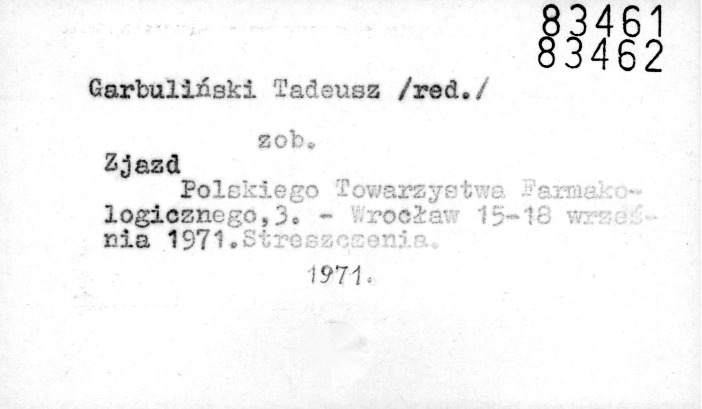 83461
83462
Garbuliński Tadeusz /red./
zob.
Zjazd
Polskiego Towarzystwa Farmako-
logicznego,3. - Wrocław 15-18 wrześ-
nia 1971.Streszczenia.
1971.